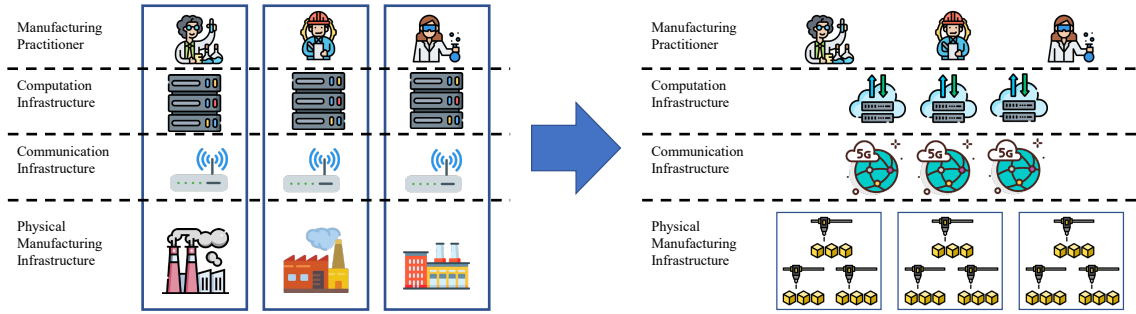 Manufacturing
Practitioner
Computation
Infrastructure
Communication
Infrastructure
Physical
Manufacturing
Infrastructure
Manufacturing
Practitioner
Computation
Infrastructure
Communication
Infrastructure
5G
5G
5G
Physical
Manufacturing
Infrastructure